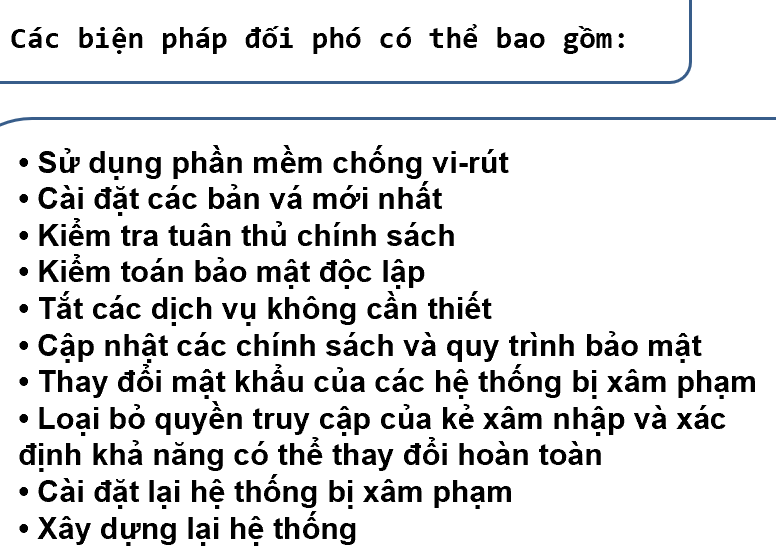 Các biện pháp đối phó có thể bao gồm:
• Sử dụng phần mềm chống vi-rút
• Cài đặt các bản vá mới nhất
• Kiểm tra tuân thủ chính sách
• Kiểm toán bảo mật độc lập
• Tắt các dịch vụ không cần thiết
• Cập nhật các chính sách và quy trình bảo mật
• Thay đổi mật khẩu của các hệ thống bị xâm phạm
• Loại bỏ quyền truy cập của kẻ xâm nhập và xác
định khả năng có thể thay đổi hoàn toàn
• Cài đặt lại hệ thống bị xâm phạm
• Xây dựng lại hệ thống